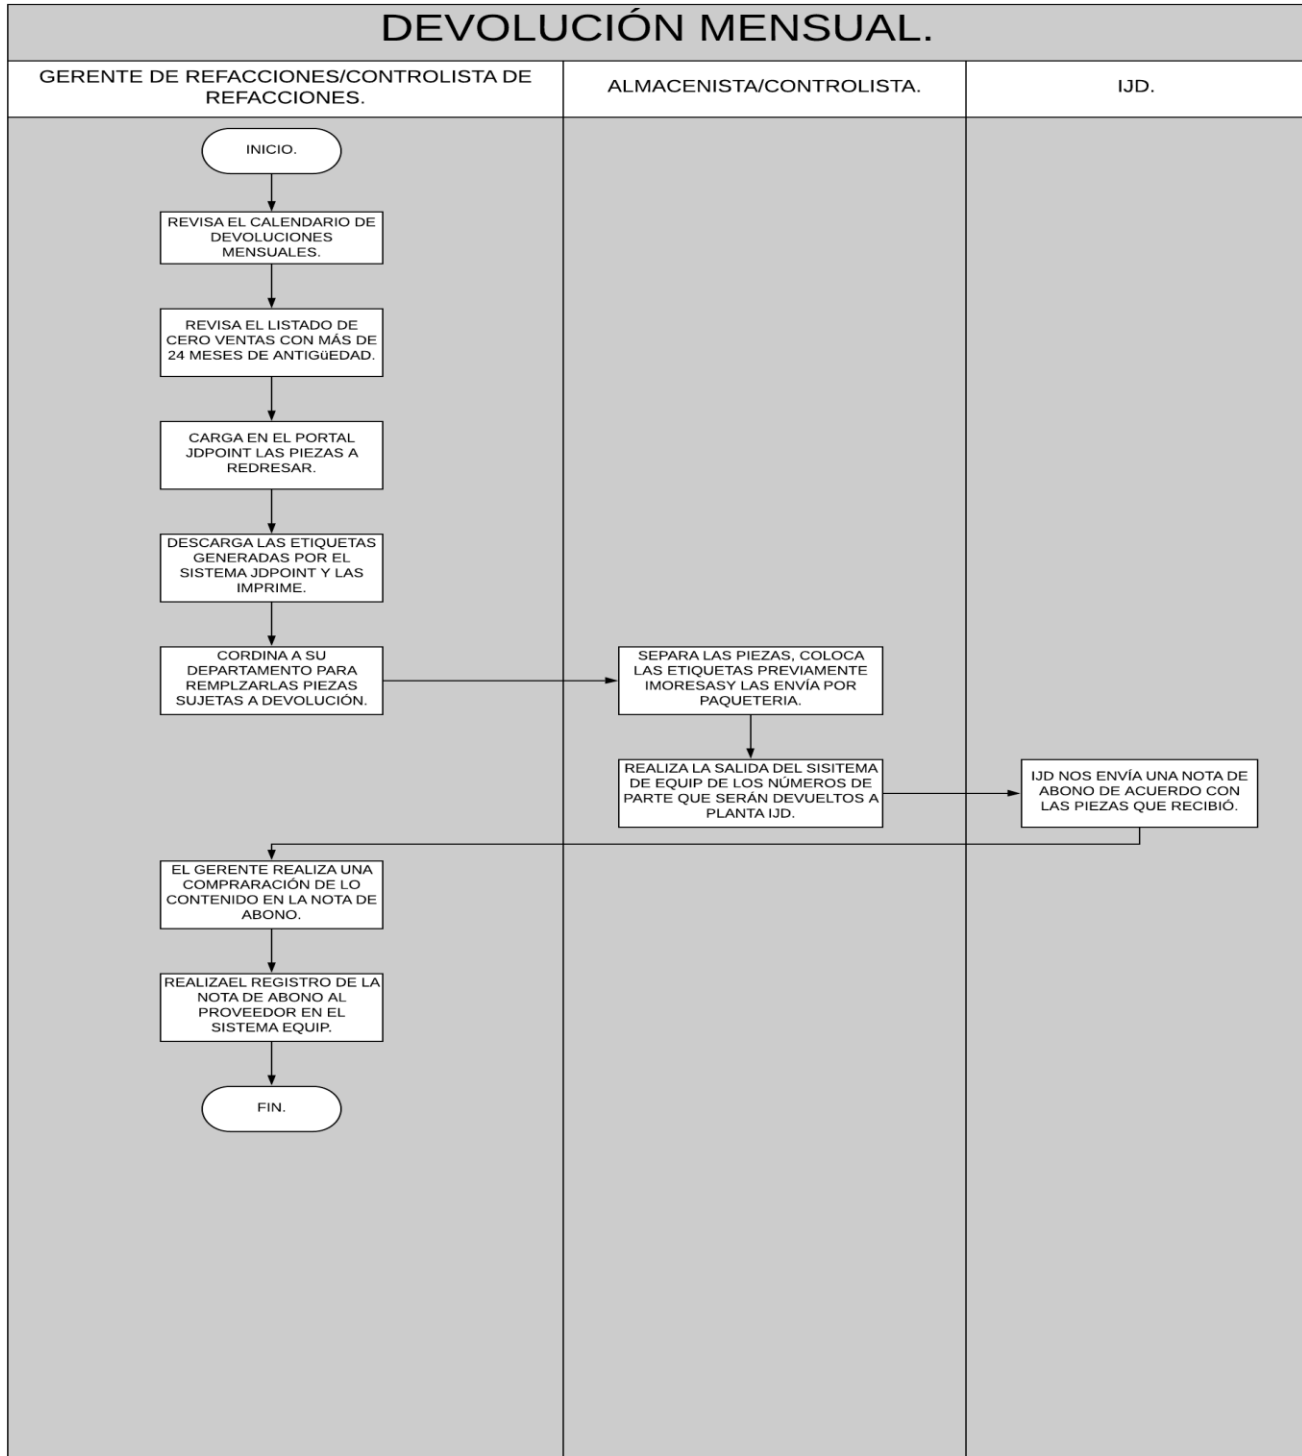 DEVOLUCIÓN MENSUAL.
GERENTE DE REFACCIONES/CONTROLISTA DE
REFACCIONES.
ALMACENISTA/CONTROLISTA.
IJD.
INICIO.
REVISA EL CALENDARIO DE
DEVOLUCIONES
MENSUALES.
REVISA EL LISTADO DE
CERO VENTAS CON MÁS DE
24 MESES DE ANTIGüEDAD.
CARGA EN EL PORTAL
JDPOINT LAS PIEZAS A
REDRESAR.
DESCARGA LAS ETIQUETAS
GENERADAS POR EL
SISTEMA JDPOINT Y LAS
IMPRIME.
CORDINA A SU
DEPARTAMENTO PARA
REMPLZARLAS PIEZAS
SUJETAS A DEVOLUCIÓN.
SEPARA LAS PIEZAS, COLOCA
LAS ETIQUETAS PREVIAMENTE
IMORESASY LAS ENVÍA POR
PAQUETERIA.
REALIZA LA SALIDA DEL SISITEMA
DE EQUIP DE LOS NÚMEROS DE
PARTE QUE SERÁN DEVUELTOS A
PLANTA IJD.
IJD NOS ENVÍA UNA NOTA DE
ABONO DE ACUERDO CON
LAS PIEZAS QUE RECIBIÓ.
EL GERENTE REALIZA UNA
COMPRARACIÓN DE LO
CONTENIDO EN LA NOTA DE
ABONO.
REALIZAEL REGISTRO DE LA
NOTA DE ABONO AL
PROVEEDOR EN EL
SISTEMA EQUIP.
FIN.